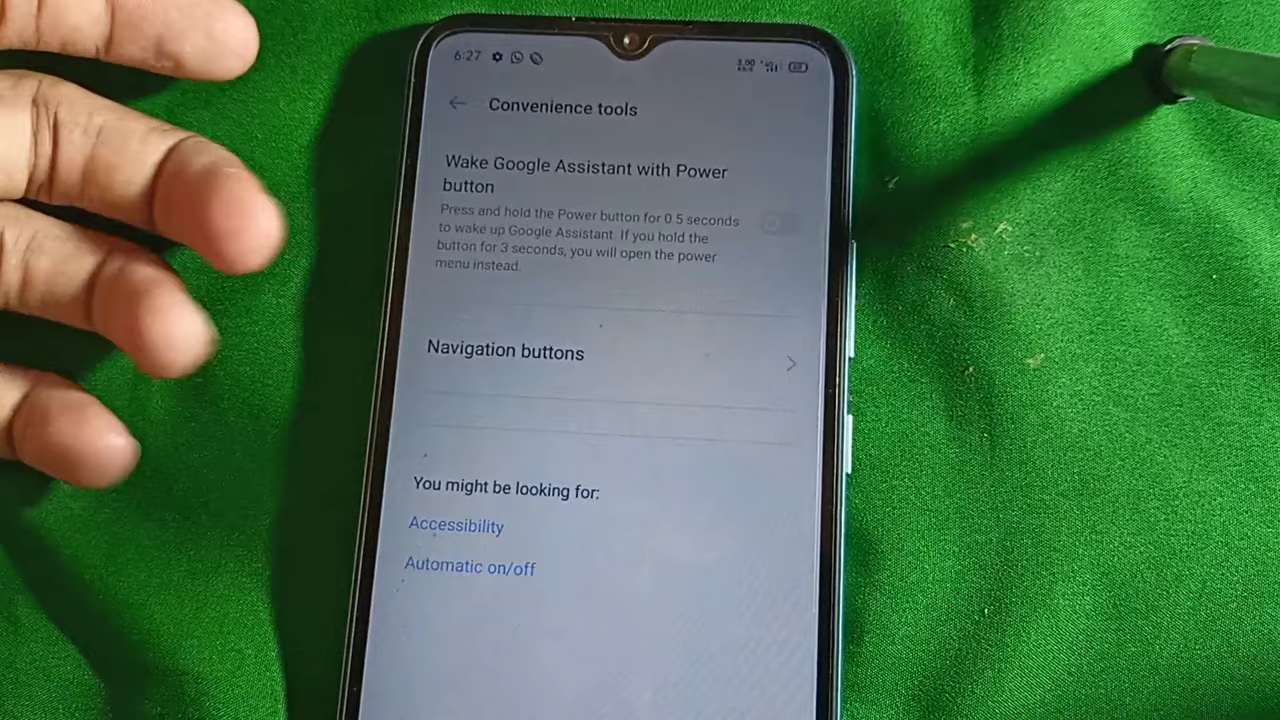 6:27
Convenience tools
Wake Google Assistant with Power
button
Press and hold the Power button for 0.5 seconds
to wake up Google Assistant. If you hold the
button for 3 seconds, you will open the power
menu instead.
Navigation buttons
You might be looking for:
Accessibility
Automatic on/off